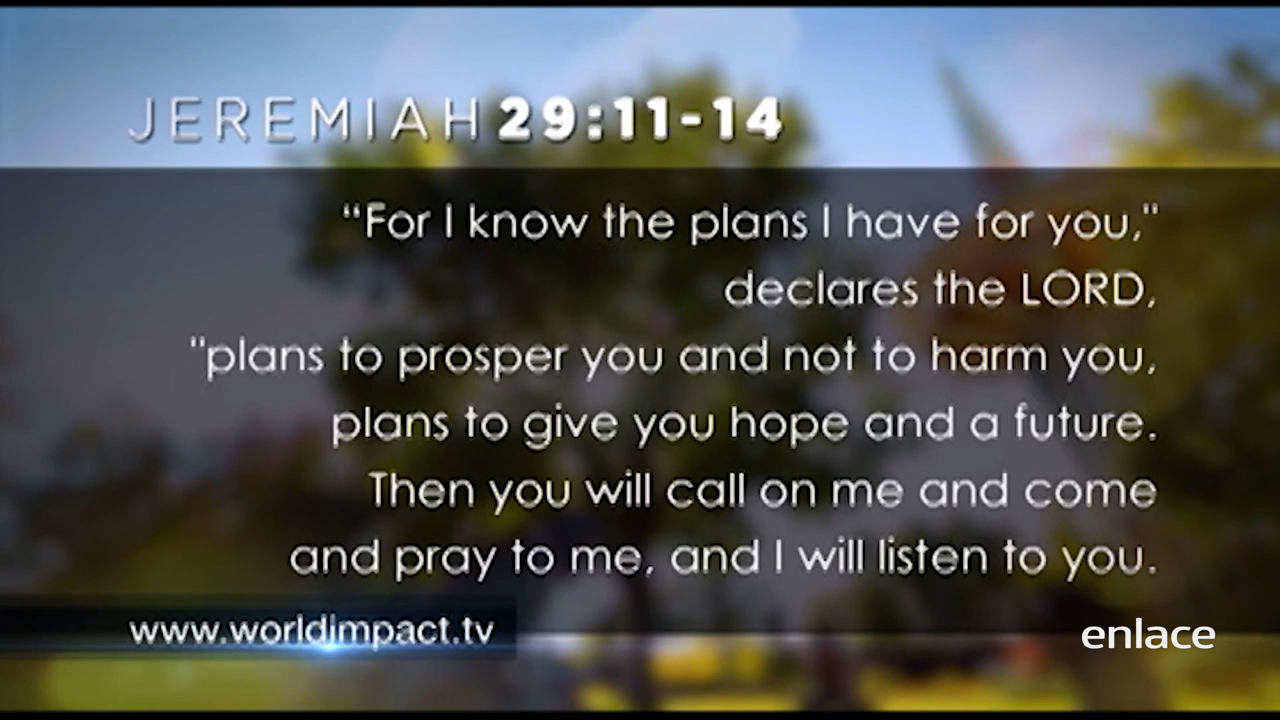 JEREMIAH 29:11-14
“For I know the plans I have for you,"
declares the LORD,
"plans to prosper you and not to harm you,
plans to give you hope and a future.
Then you will call on me and come
and pray to me, and I will listen to you.
www.worldimpact.tv
enlace